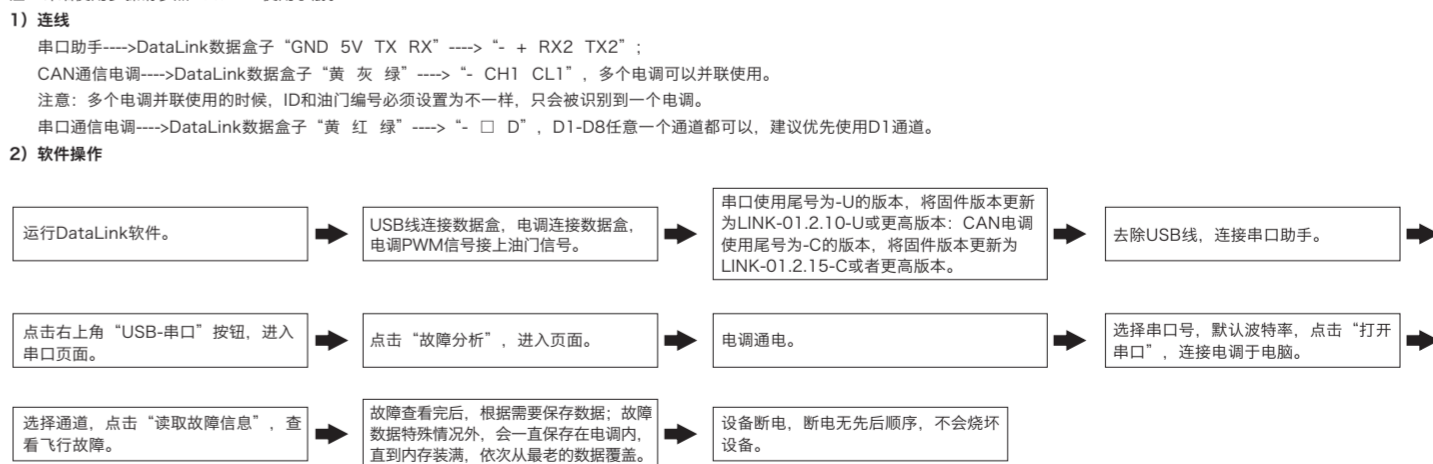 1）连线
串口助手---->DataLink数据盒子“GND 5V TX RX”---->“- + RX2 TX2”；
CAN通信电调---->DataLink数据盒子“黄 灰 绿”---->“- CH1 CL1”，多个电调可以并联使用。
注意：多个电调并联使用的时候，ID和油门编号必须设置为不一样，只会被识别到一个电调。
串口通信电调---->DataLink数据盒子“黄 红 绿”---->“- □ D”，D1-D8任意一个通道都可以，建议优先使用D1通道。
2）软件操作
运行DataLink软件。
USB线连接数据盒，电调连接数据盒，
电调PWM信号接上油门信号。
串口使用尾号为-U的版本，将固件版本更新
为LINK-01.2.10-U或更高版本：CAN电调
使用尾号为-C的版本，将固件版本更新为
LINK-01.2.15-C或者更高版本。
去除USB线，连接串口助手。
点击右上角“USB-串口”按钮，进入
串口页面。
点击“故障分析”，进入页面。
电调通电。
选择串口号，默认波特率，点击“打开
串口”，连接电调于电脑。
选择通道，点击“读取故障信息”，查
看飞行故障。
故障查看完后，根据需要保存数据；故障
数据特殊情况外，会一直保存在电调内，
直到内存装满，依次从最老的数据覆盖。
设备断电，断电无先后顺序，不会烧坏
设备。